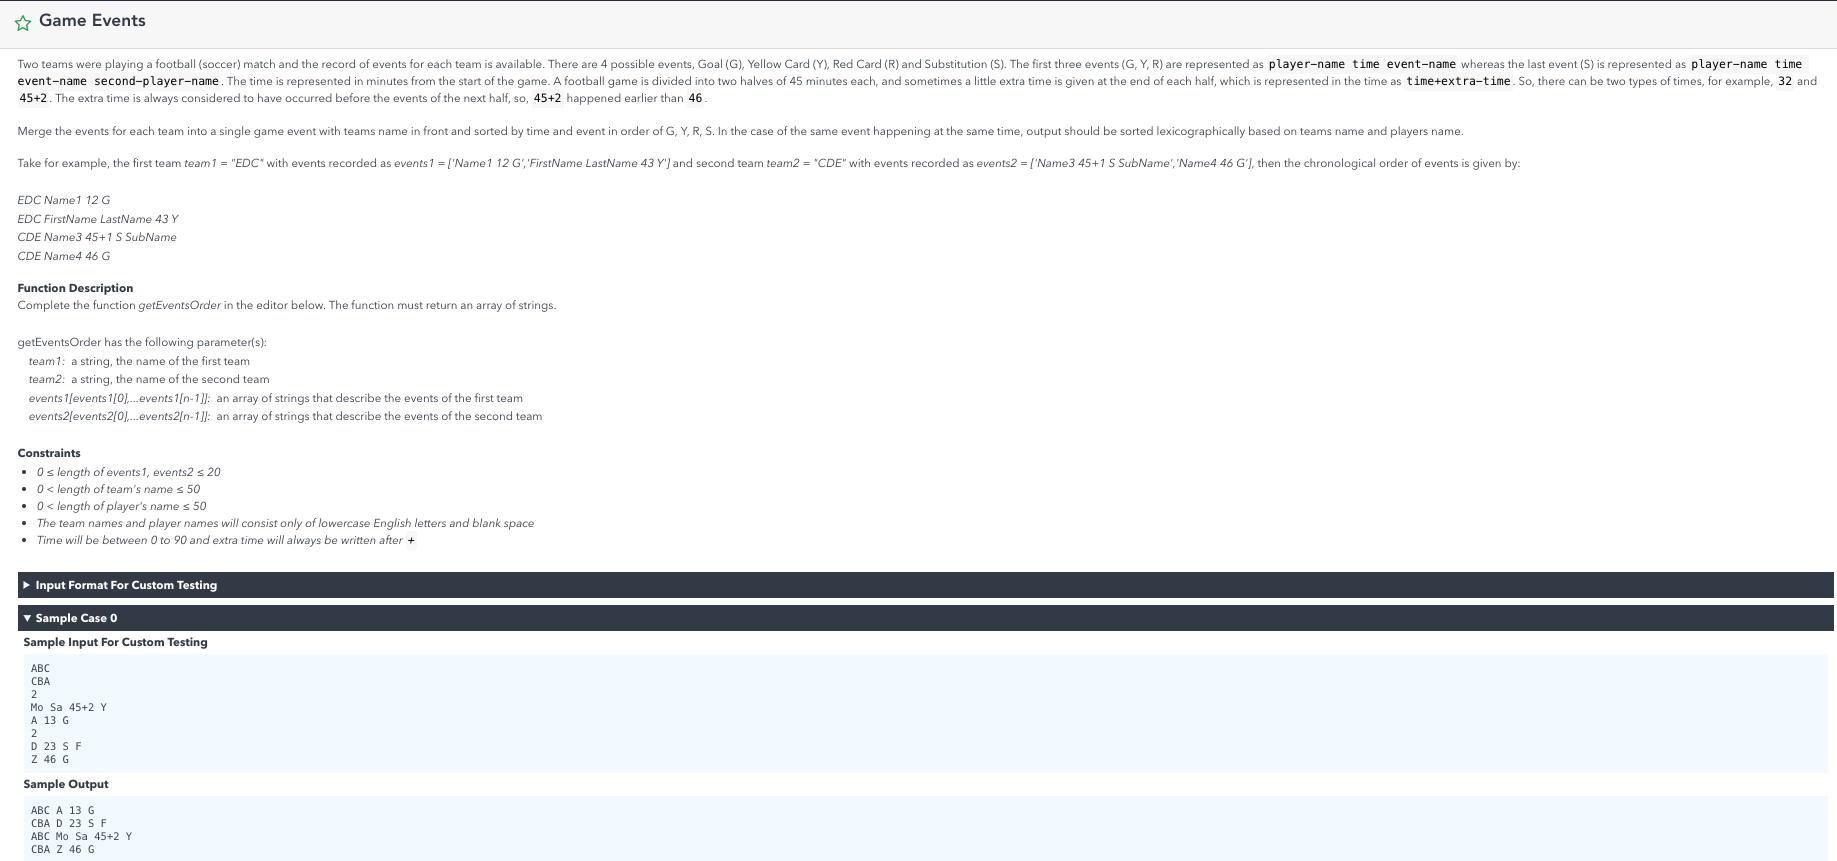 Game Events
Two teams were playing a football (soccer) match and the record of events for each team is available. There are 4 possible events, Goal (G), Yellow Card (Y), Red Card (R) and Substitution (S). The first three events (G, Y, R) are represented as player-name time event-name whereas the last event (S) is represented as player-name time
event-name second-player-name. The time is represented in minutes from the start of the game. A football game is divided into two halves of 45 minutes each, and sometimes a little extra time is given at the end of each half, which is represented in the time as time+extra-time. So, there can be two types of times, for example, 32 and
45+2. The extra time is always considered to have occurred before the events of the next half, so, 45+2 happened earlier than 46.
Merge the events for each team into a single game event with teams name in front and sorted by time and event in order of G, Y, R, S. In the case of the same event happening at the same time, output should be sorted lexicographically based on teams name and players name.
Take for example, the first team team1 = "EDC" with events recorded as events1 = ['Name1 12 G','FirstName LastName 43 Y'] and second team team2 = "CDE" with events recorded as events2 = ['Name3 45+1 S SubName','Name4 46 G'], then the chronological order of events is given by:
EDC Name1 12 G
EDC FirstName LastName 43 Y
CDE Name3 45+1 S SubName
CDE Name4 46 G
Function Description
Complete the function getEventsOrder in the editor below. The function must return an array of strings.
getEventsOrder has the following parameter(s):
team1: a string, the name of the first team
team2: a string, the name of the second team
events1[events1[0],...events1[n-1]]: an array of strings that describe the events of the first team
events2[events2[0],...events2[n-1]]: an array of strings that describe the events of the second team
Constraints
• 0 ≤ length of events1, events2 ≤ 20
• 0 < length of team's name ≤ 50
• 0 < length of player's name ≤ 50
• The team names and player names will consist only of lowercase English letters and blank space
• Time will be between 0 to 90 and extra time will always be written after +
▶ Input Format For Custom Testing
▼ Sample Case 0
Sample Input For Custom Testing
ABC
CBA
2
Mo Sa 45+2 Y
A 13 G
2
D 23 S F
Z 46 G
Sample Output
ABC A 13 G
CBA D 23 S F
ABC Mo Sa 45+2 Y
CBA Z 46 G